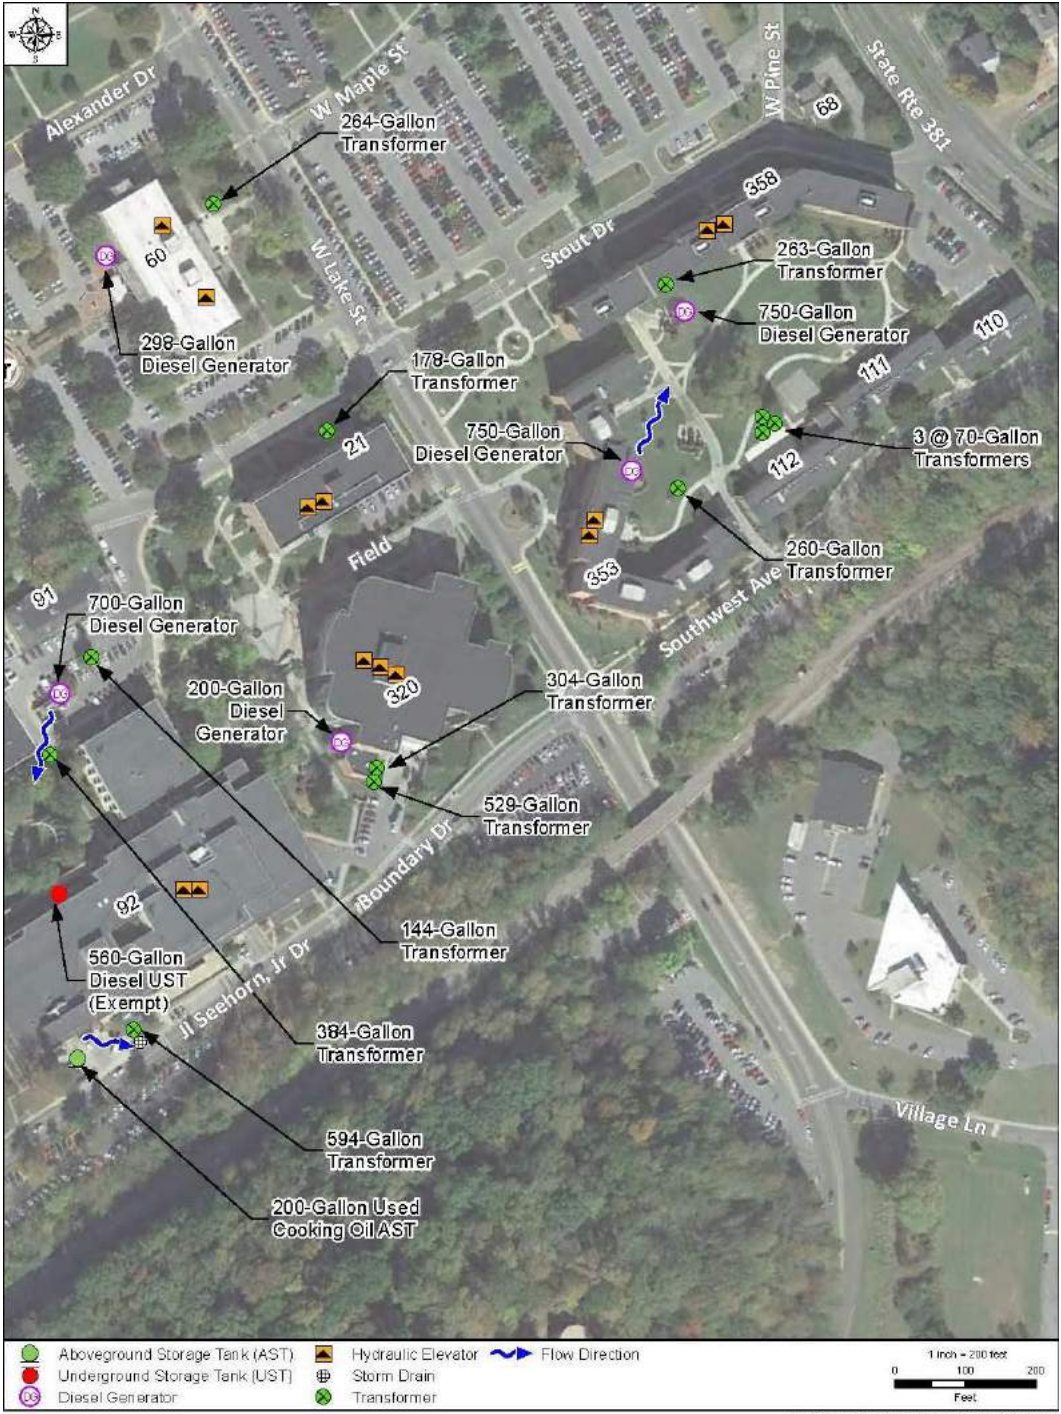 N
W E
S
Alexander Dr
W Maple St
W Pine St
State Rte 381
68
264-Gallon
Transformer
358
60
W Lake St
Stout Dr
263-Gallon
Transformer
298-Gallon
Diesel Generator
750-Gallon
Diesel Generator
110
r
178-Gallon
Transformer
111
21
750-Gallon
Diesel Generator
3 @ 70-Gallon
Transformers
112
Field
260-Gallon
Transformer
353
Southwest Ave
91
700-Gallon
Diesel Generator
320
200-Gallon
Diesel
Generator
304-Gallon
Transformer
529-Gallon
Transformer
Boundary Dr
92
144-Gallon
Transformer
560-Gallon
Diesel UST
(Exempt)
Jl Seehorn, Jr Dr
384-Gallon
Transformer
Village Ln
594-Gallon
Transformer
200-Gallon Used
Cooking Oil AST
Aboveground Storage Tank (AST)
Underground Storage Tank (UST)
DG Diesel Generator
Hydraulic Elevator
Storm Drain
Transformer
Flow Direction
1 inch = 200 feet
0 100 200
Feet